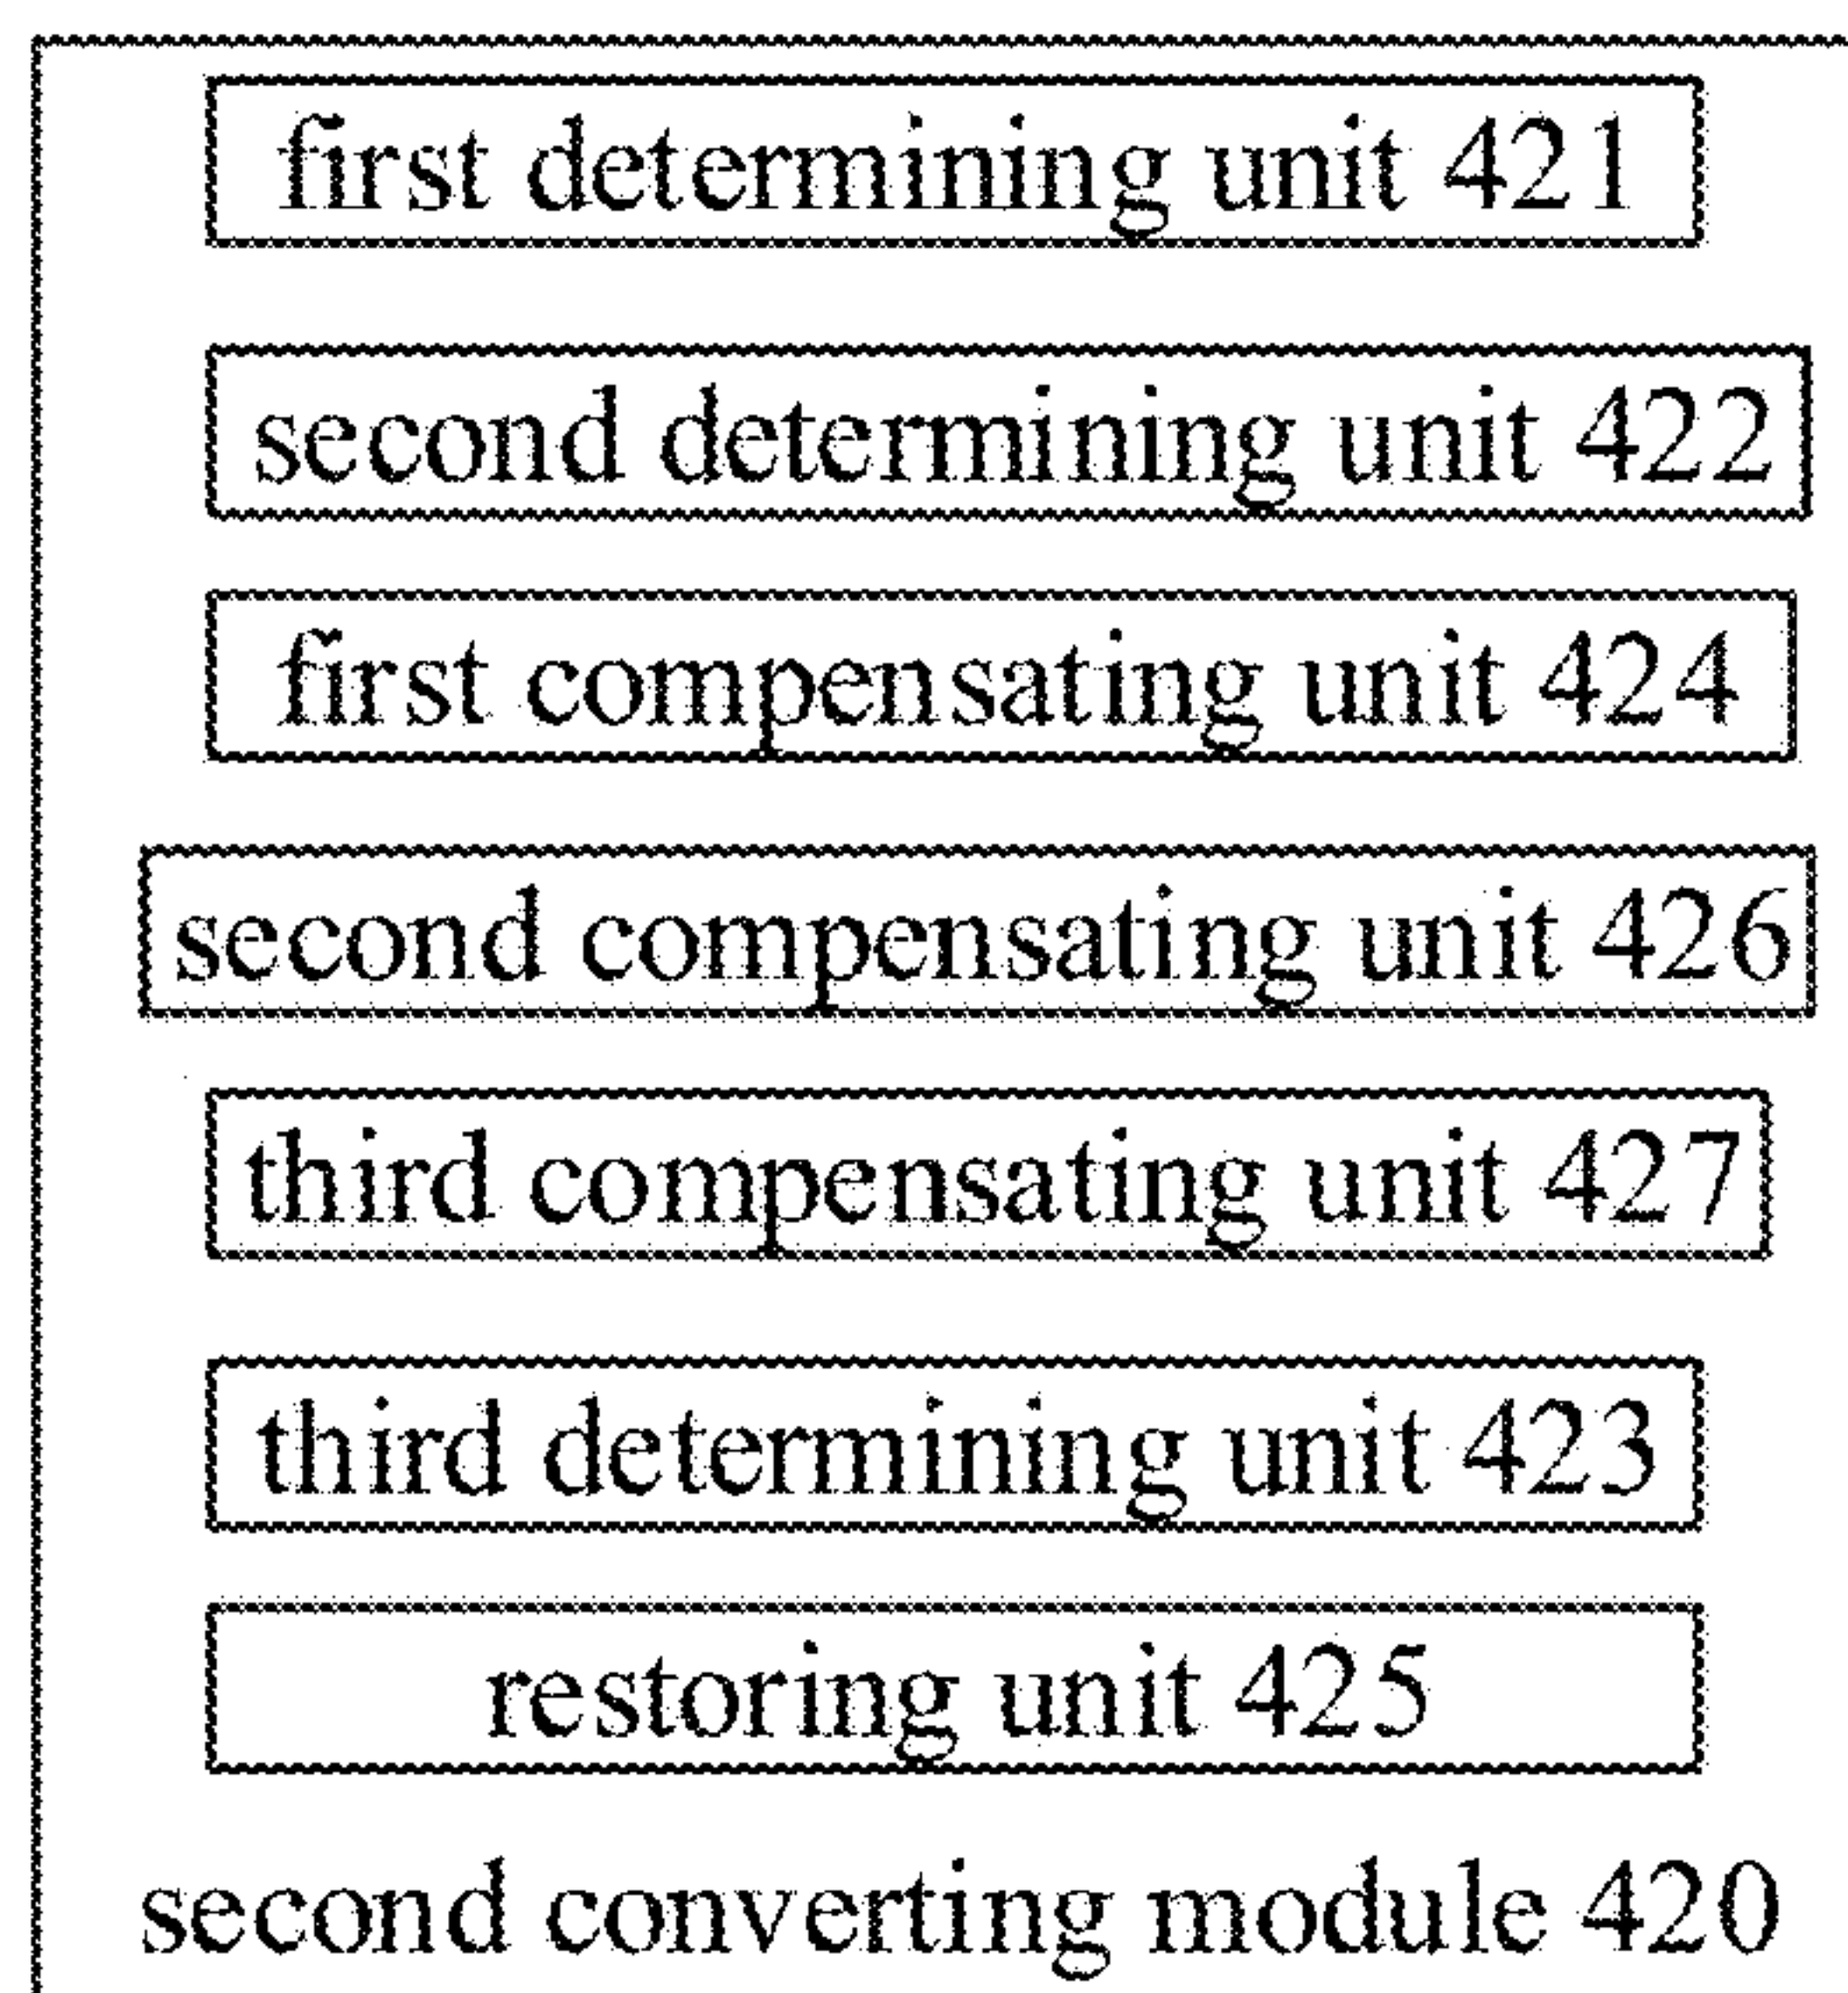 first determining unit 421
second determining unit 422
first compensating unit 424
second compensating unit 426
third compensating unit 427
third determining unit 423
restoring unit 425
second converting module 420